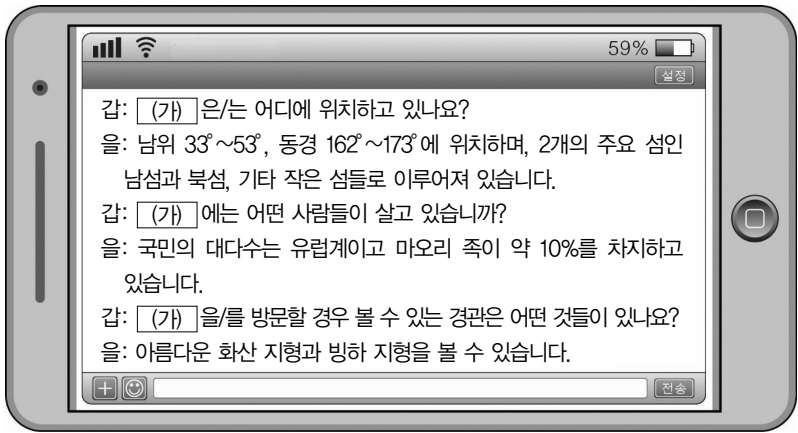 59%
설정
갑: (가) 은/는 어디에 위치하고 있나요?
을: 남위 33°~53°, 동경 162°~173°에 위치하며, 2개의 주요 섬인
남섬과 북섬, 기타 작은 섬들로 이루어져 있습니다.
갑: (가) 에는 어떤 사람들이 살고 있습니까?
을: 국민의 대다수는 유럽계이고 마오리 족이 약 10%를 차지하고
있습니다.
갑: (가) 을/를 방문할 경우 볼 수 있는 경관은 어떤 것들이 있나요?
을: 아름다운 화산 지형과 빙하 지형을 볼 수 있습니다.
전송